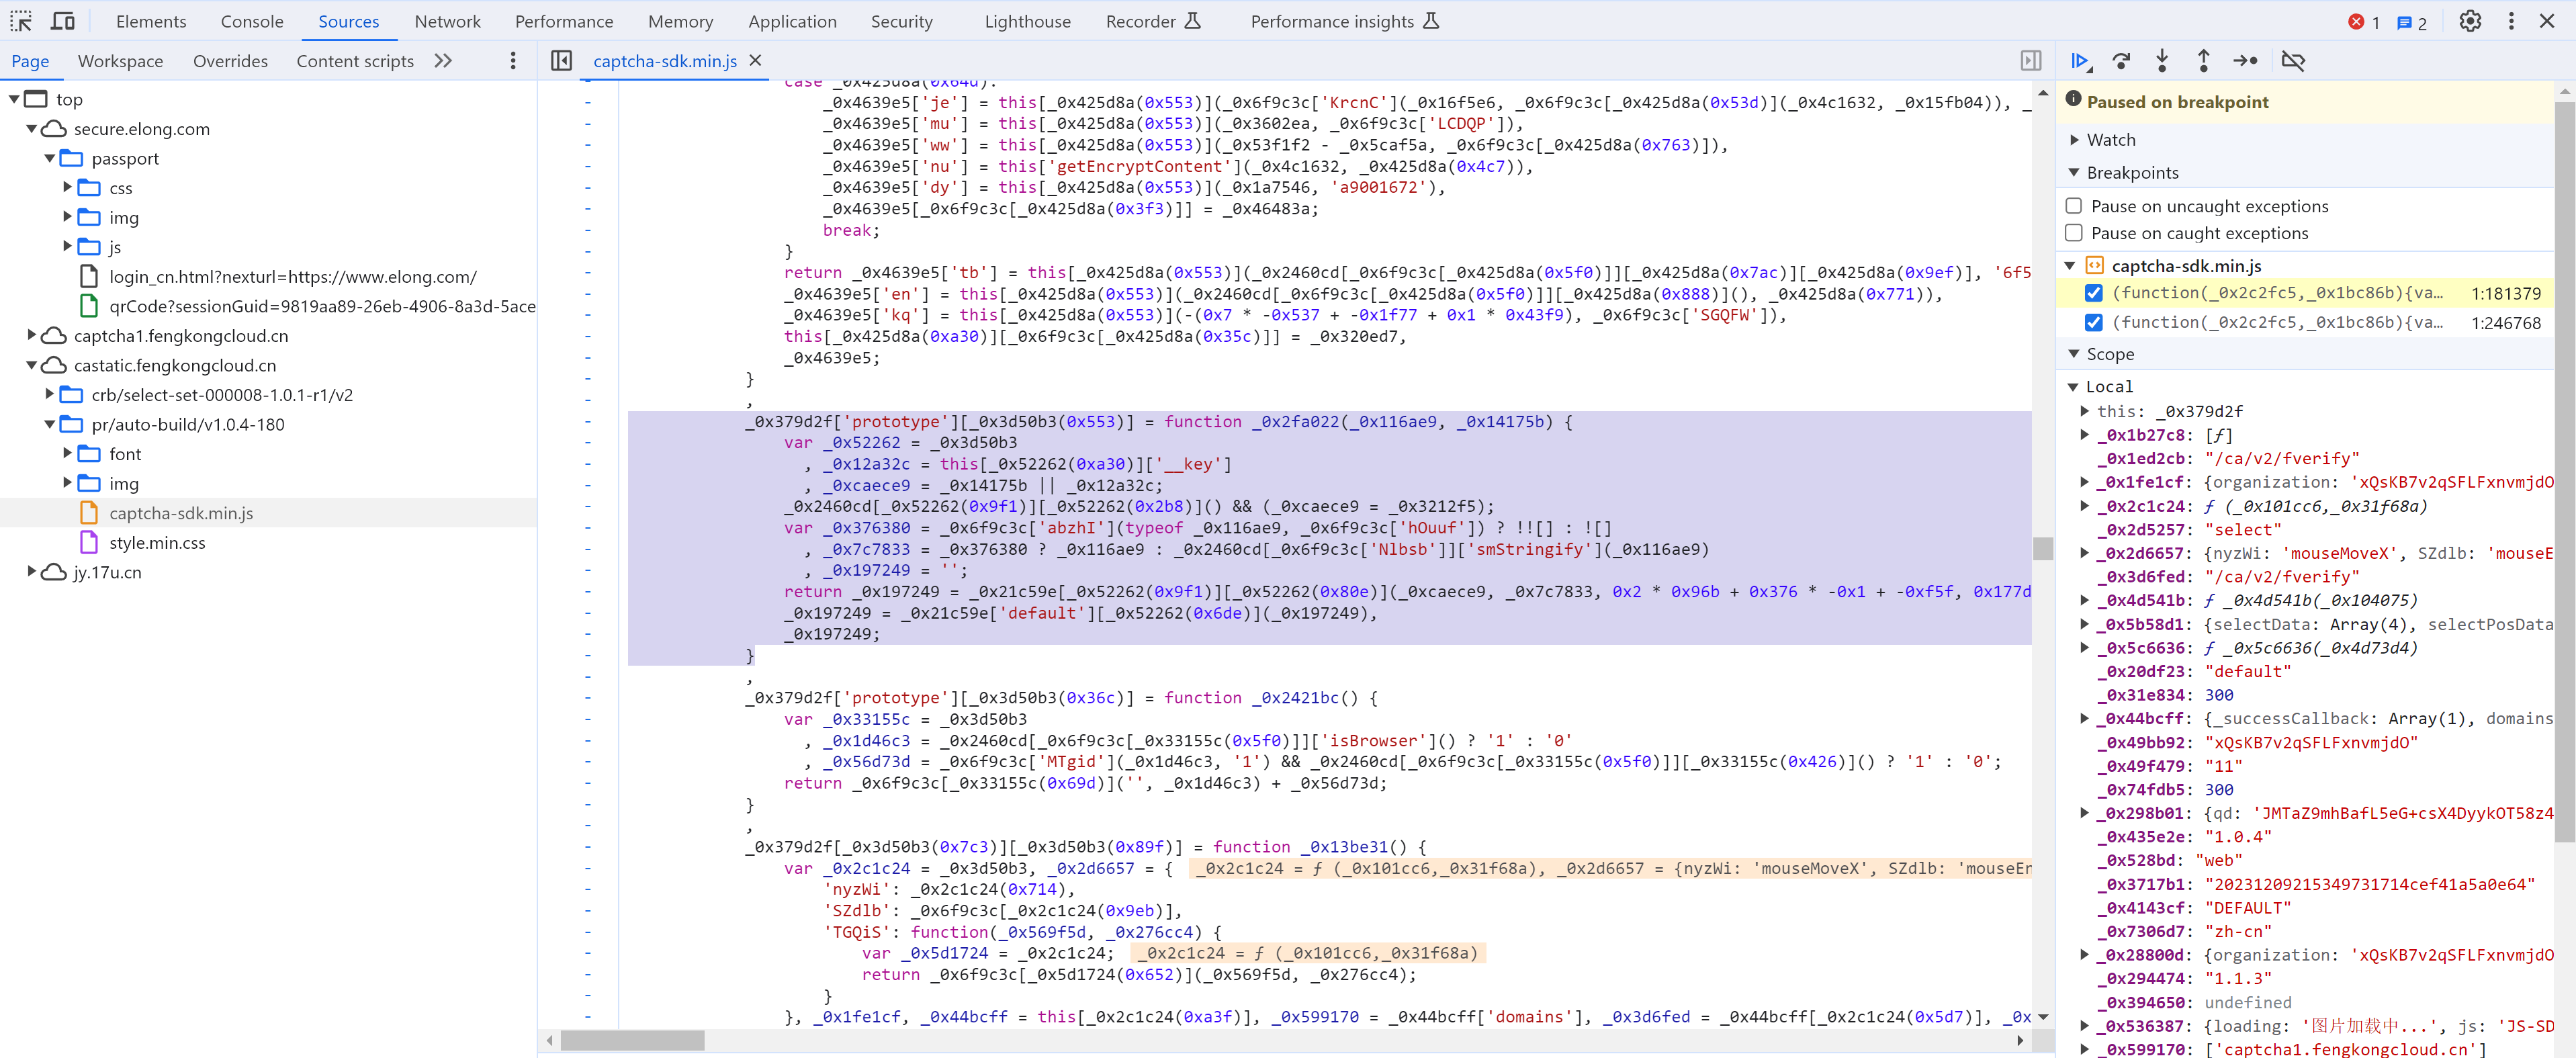 Elements Console Sources Network Performance Memory Application Security Lighthouse Recorder Performance insights 1 2
Page Workspace Overrides Content scripts
top
secure.elong.com
passport
css
img
js
login_cn.html?nexturl=https://www.elong.com/
qrCode?sessionGuid=9819aa89-26eb-4906-8a3d-5ace
captcha1.fengkongcloud.cn
castatic.fengkongcloud.cn
crb/select-set-000008-1.0.1-r1/v2
pr/auto-build/v1.0.4-180
font
img
captcha-sdk.min.js
style.min.css
jy.17u.cn
captcha-sdk.min.js
case _0x425d8a(0x64d):
_0x4639e5['je'] = this[_0x425d8a(0x553)](_0x6f9c3c['KrcnC'](_0x16f5e6, _0x6f9c3c[_0x425d8a(0x53d)](_0x4c1632, _0x15fb04)), _
_0x4639e5['mu'] = this[_0x425d8a(0x553)](_0x3602ea, _0x6f9c3c['LCDQP']),
_0x4639e5['ww'] = this[_0x425d8a(0x553)](_0x53f1f2 - _0x5caf5a, _0x6f9c3c[_0x425d8a(0x763)]),
_0x4639e5['nu'] = this['getEncryptContent'](_0x4c1632, _0x425d8a(0x4c7)),
_0x4639e5['dy'] = this[_0x425d8a(0x553)](_0x1a7546, 'a9001672'),
_0x4639e5[_0x6f9c3c[_0x425d8a(0x3f3)]] = _0x46483a;
break;
}
return _0x4639e5['tb'] = this[_0x425d8a(0x553)](_0x2460cd[_0x6f9c3c[_0x425d8a(0x5f0)]][_0x425d8a(0x7ac)][_0x425d8a(0x9ef)], '6f5
_0x4639e5['en'] = this[_0x425d8a(0x553)](_0x2460cd[_0x6f9c3c[_0x425d8a(0x5f0)]][_0x425d8a(0x888)](), _0x425d8a(0x771)),
_0x4639e5['kq'] = this[_0x425d8a(0x553)](-(0x7 * -0x537 + -0x1f77 + 0x1 * 0x43f9), _0x6f9c3c['SGQFW']),
this[_0x425d8a(0xa30)][_0x6f9c3c[_0x425d8a(0x35c)]] = _0x320ed7,
_0x4639e5;
}
,
_0x379d2f['prototype'][_0x3d50b3(0x553)] = function _0x2fa022(_0x116ae9, _0x14175b) {
var _0x52262 = _0x3d50b3
, _0x12a32c = this[_0x52262(0xa30)]['__key']
, _0xcaece9 = _0x14175b || _0x12a32c;
_0x2460cd[_0x52262(0x9f1)][_0x52262(0x2b8)]() && (_0xcaece9 = _0x3212f5);
var _0x376380 = _0x6f9c3c['abzhI'](typeof _0x116ae9, _0x6f9c3c['hOuuf']) ? !![] : ![]
, _0x7c7833 = _0x376380 ? _0x116ae9 : _0x2460cd[_0x6f9c3c['Nlbsb']]['smStringify'](_0x116ae9)
, _0x197249 = '';
return _0x197249 = _0x21c59e[_0x52262(0x9f1)][_0x52262(0x80e)](_0xcaece9, _0x7c7833, 0x2 * 0x96b + 0x376 * -0x1 + -0xf5f, 0x177d
_0x197249 = _0x21c59e['default'][_0x52262(0x6de)](_0x197249),
_0x197249;
}
,
_0x379d2f['prototype'][_0x3d50b3(0x36c)] = function _0x2421bc() {
var _0x33155c = _0x3d50b3
, _0x1d46c3 = _0x2460cd[_0x6f9c3c[_0x33155c(0x5f0)]]['isBrowser']() ? '1' : '0'
, _0x56d73d = _0x6f9c3c['MTgid'](_0x1d46c3, '1') && _0x2460cd[_0x6f9c3c[_0x33155c(0x5f0)]][_0x33155c(0x426)]() ? '1' : '0';
return _0x6f9c3c[_0x33155c(0x69d)]('', _0x1d46c3) + _0x56d73d;
}
,
_0x379d2f[_0x3d50b3(0x7c3)][_0x3d50b3(0x89f)] = function _0x13be31() {
var _0x2c1c24 = _0x3d50b3, _0x2d6657 = { _0x2c1c24 = ƒ (_0x101cc6,_0x31f68a), _0x2d6657 = {nyzWi: 'mouseMoveX', SZdlb: 'mouseEn
'nyzWi': _0x2c1c24(0x714),
'SZdlb': _0x6f9c3c[_0x2c1c24(0x9eb)],
'TGQiS': function(_0x569f5d, _0x276cc4) {
var _0x5d1724 = _0x2c1c24; _0x2c1c24 = ƒ (_0x101cc6,_0x31f68a)
return _0x6f9c3c[_0x5d1724(0x652)](_0x569f5d, _0x276cc4);
}
}, _0x1fe1cf, _0x44bcff = this[_0x2c1c24(0xa3f)], _0x599170 = _0x44bcff['domains'], _0x3d6fed = _0x44bcff[_0x2c1c24(0x5d7)], _0x
Paused on breakpoint
Watch
Breakpoints
Pause on uncaught exceptions
Pause on caught exceptions
captcha-sdk.min.js
(function(_0x2c2fc5,_0x1bc86b){va… 1:181379
(function(_0x2c2fc5,_0x1bc86b){va… 1:246768
Scope
Local
this: _0x379d2f
_0x1b27c8: [ƒ]
_0x1ed2cb: "/ca/v2/fverify"
_0x1fe1cf: {organization: 'xQsKB7v2qSFLFxnvmjdO
_0x2c1c24: ƒ (_0x101cc6,_0x31f68a)
_0x2d5257: "select"
_0x2d6657: {nyzWi: 'mouseMoveX', SZdlb: 'mouseE
_0x3d6fed: "/ca/v2/fverify"
_0x4d541b: ƒ _0x4d541b(_0x104075)
_0x5b58d1: {selectData: Array(4), selectPosData
_0x5c6636: ƒ _0x5c6636(_0x4d73d4)
_0x20df23: "default"
_0x31e834: 300
_0x44bcff: {_successCallback: Array(1), domains
_0x49bb92: "xQsKB7v2qSFLFxnvmjdO"
_0x49f479: "11"
_0x74fdb5: 300
_0x298b01: {qd: 'JMTaZ9mhBafL5eG+csX4DyykOT58z4
_0x435e2e: "1.0.4"
_0x528bd: "web"
_0x3717b1: "20231209215349731714cef41a5a0e64"
_0x4143cf: "DEFAULT"
_0x7306d7: "zh-cn"
_0x28800d: {organization: 'xQsKB7v2qSFLFxnvmjdO
_0x294474: "1.1.3"
_0x394650: undefined
_0x536387: {loading: '图片加载中...', js: 'JS-SD
_0x599170: ['captcha1.fengkongcloud.cn']